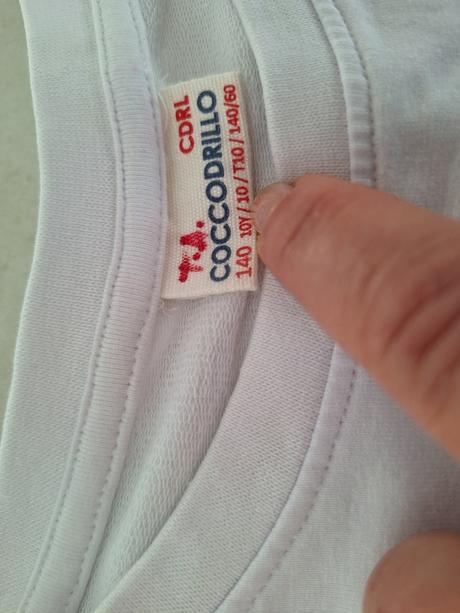 T.A. CDRL
COCCODRILLO
140 10Y / 10 / T10 / 140/60